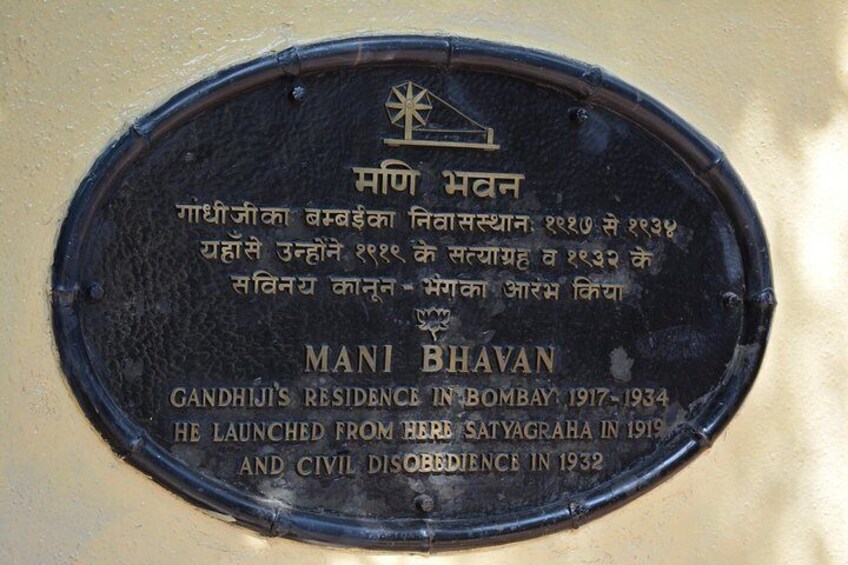 मणि भवन
गांधीजीका बम्बईका निवासस्थान: १९१७ से १९३४
यहाँसे उन्होंने १९१९ के सत्याग्रह व १९३२ के
सविनय कानून - भंगका आरंभ किया
MANI BHAVAN
GANDHIJI'S RESIDENCE IN BOMBAY: 1917-1934
HE LAUNCHED FROM HERE SATYAGRAHA IN 1919
AND CIVIL DISOBEDIENCE IN 1932